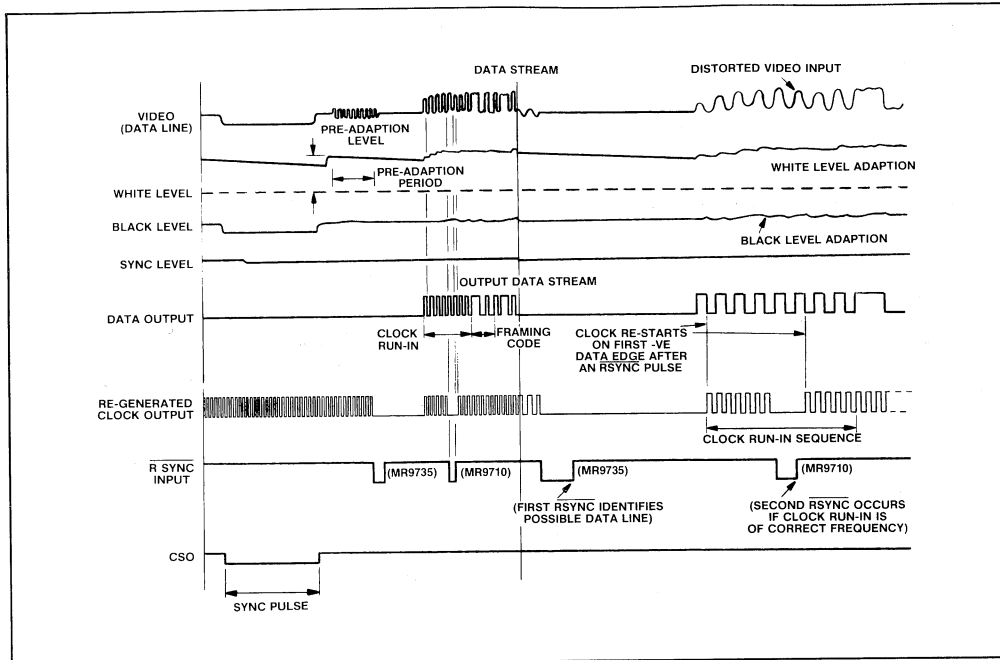 DATA STREAM
DISTORTED VIDEO INPUT
VIDEO
(DATA LINE)
PRE-ADAPTION
LEVEL
PRE-ADAPTION
PERIOD
WHITE LEVEL ADAPTION
WHITE LEVEL
BLACK LEVEL
BLACK LEVEL ADAPTION
SYNC LEVEL
OUTPUT DATA STREAM
DATA OUTPUT
CLOCK
RUN-IN
FRAMING
CODE
CLOCK RE-STARTS
ON FIRST -VE
DATA EDGE AFTER
AN RSYNC PULSE
RE-GENERATED
CLOCK OUTPUT
CLOCK RUN-IN SEQUENCE
R SYNC
INPUT
(MR9735)
(MR9710)
(MR9735)
(MR9710)
(FIRST RSYNC IDENTIFIES
POSSIBLE DATA LINE)
(SECOND RSYNC OCCURS
IF CLOCK RUN-IN IS
OF CORRECT FREQUENCY)
CSO
SYNC PULSE